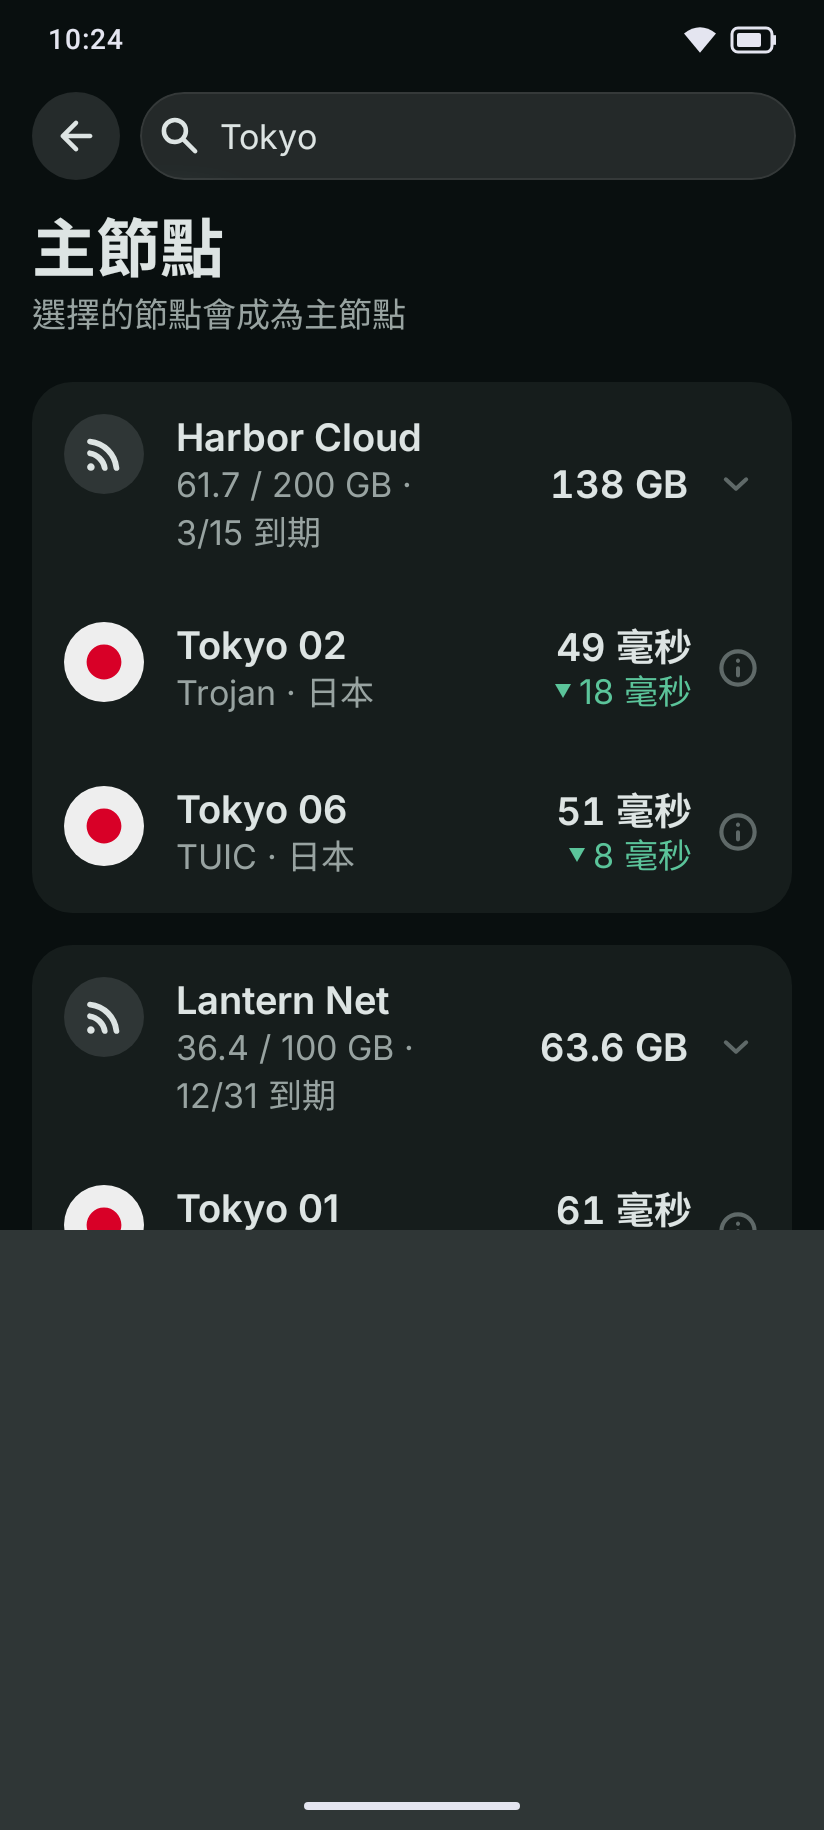 10:24
Tokyo
主節點
選擇的節點會成為主節點
Harbor Cloud
61.7 / 200 GB ·
3/15 到期
138 GB
Tokyo 02
Trojan · 日本
49 毫秒
▼18 毫秒
Tokyo 06
TUIC · 日本
51 毫秒
▼8 毫秒
Lantern Net
36.4 / 100 GB ·
12/31 到期
63.6 GB
Tokyo 01
61 毫秒